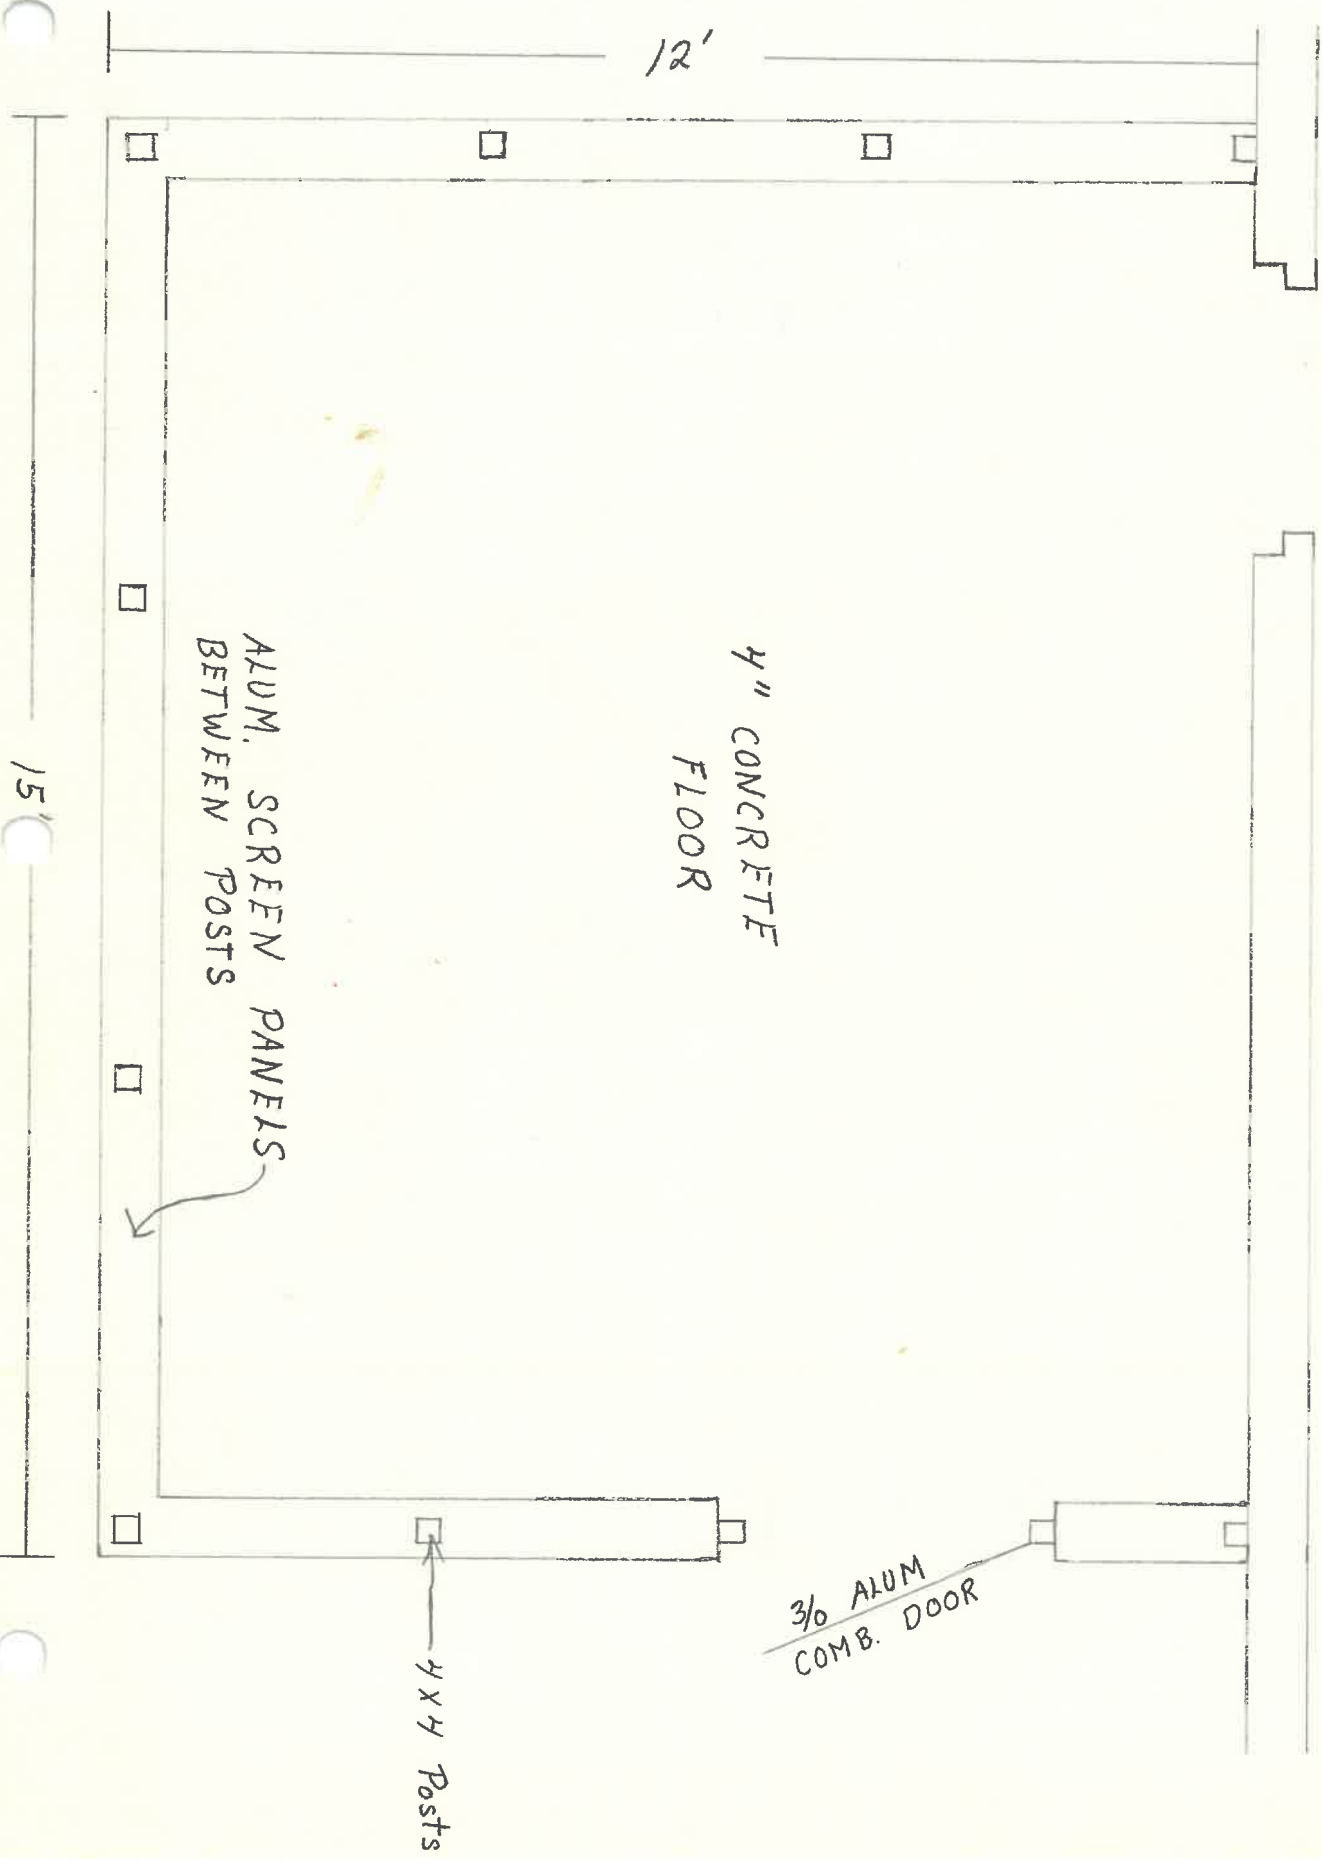 12'
4" CONCRETE
FLOOR
ALUM. SCREEN PANELS
BETWEEN POSTS
15'
3/0 ALUM
COMB. DOOR
4X4 Posts